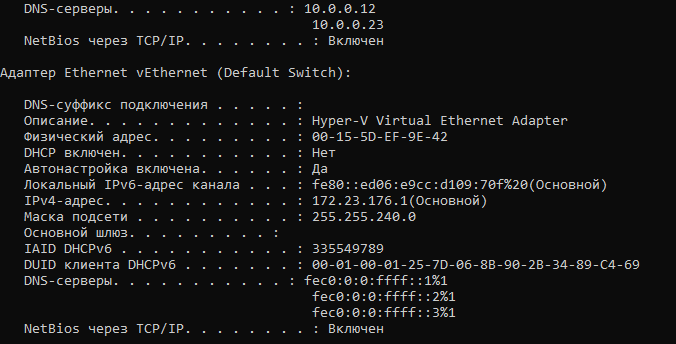 DNS-серверы. . . . . . . . . . . : 10.0.0.12
10.0.0.23
NetBios через TCP/IP. . . . . . . . : Включен
Адаптер Ethernet vEthernet (Default Switch):
DNS-суффикс подключения . . . . . :
Описание. . . . . . . . . . . . . : Hyper-V Virtual Ethernet Adapter
Физический адрес. . . . . . . . . : 00-15-5D-EF-9E-42
DHCP включен. . . . . . . . . . . : Нет
Автонастройка включена. . . . . . : Да
Локальный IPv6-адрес канала . . . : fe80::ed06:e9cc:d109:70f%20(Основной)
IPv4-адрес. . . . . . . . . . . . : 172.23.176.1(Основной)
Маска подсети . . . . . . . . . . : 255.255.240.0
Основной шлюз. . . . . . . . . :
IAID DHCPv6 . . . . . . . . . . . : 335549789
DUID клиента DHCPv6 . . . . . . . : 00-01-00-01-25-7D-06-8B-90-2B-34-89-C4-69
DNS-серверы. . . . . . . . . . . : fec0:0:0:ffff::1%1
fec0:0:0:ffff::2%1
fec0:0:0:ffff::3%1
NetBios через TCP/IP. . . . . . . . : Включен